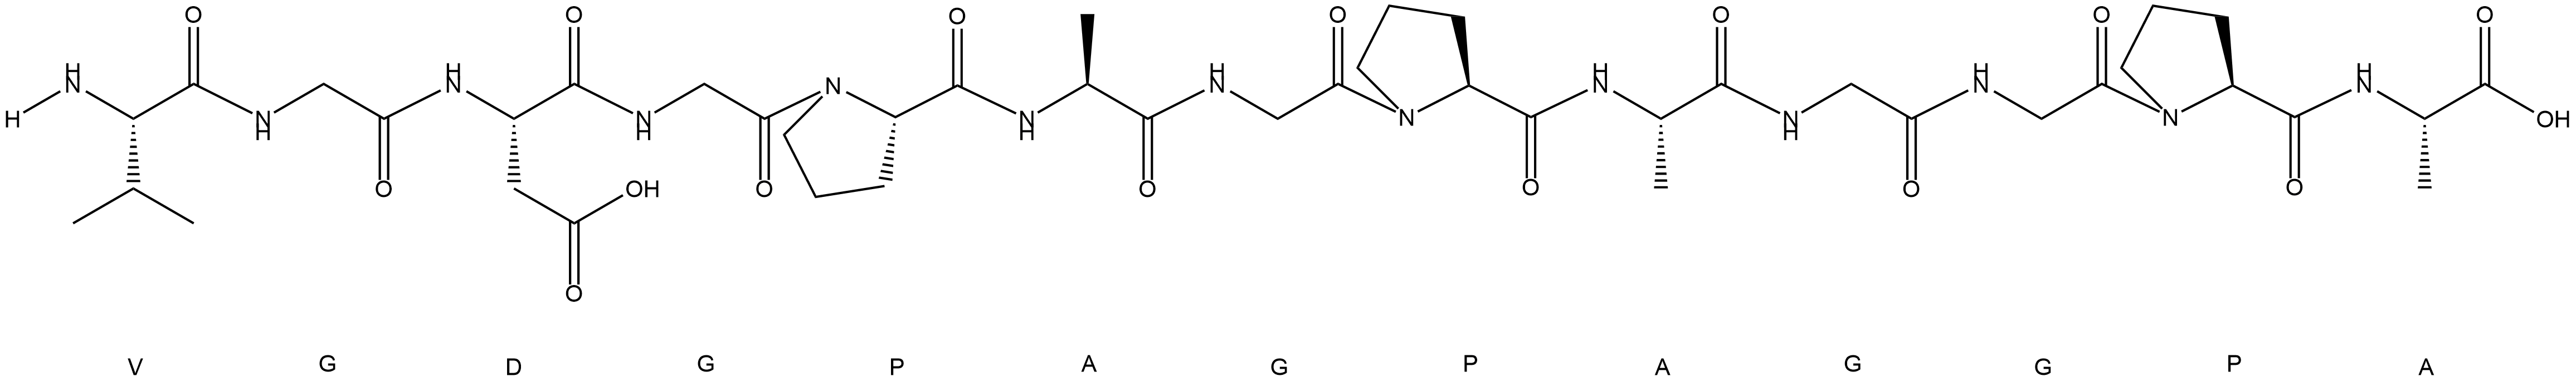 O O O O O O O
H N H N H N H N H N
H N H N H N N H N N H N H N N OH
O O OH O O O O O O
O
V G D G P A G P A G G P A